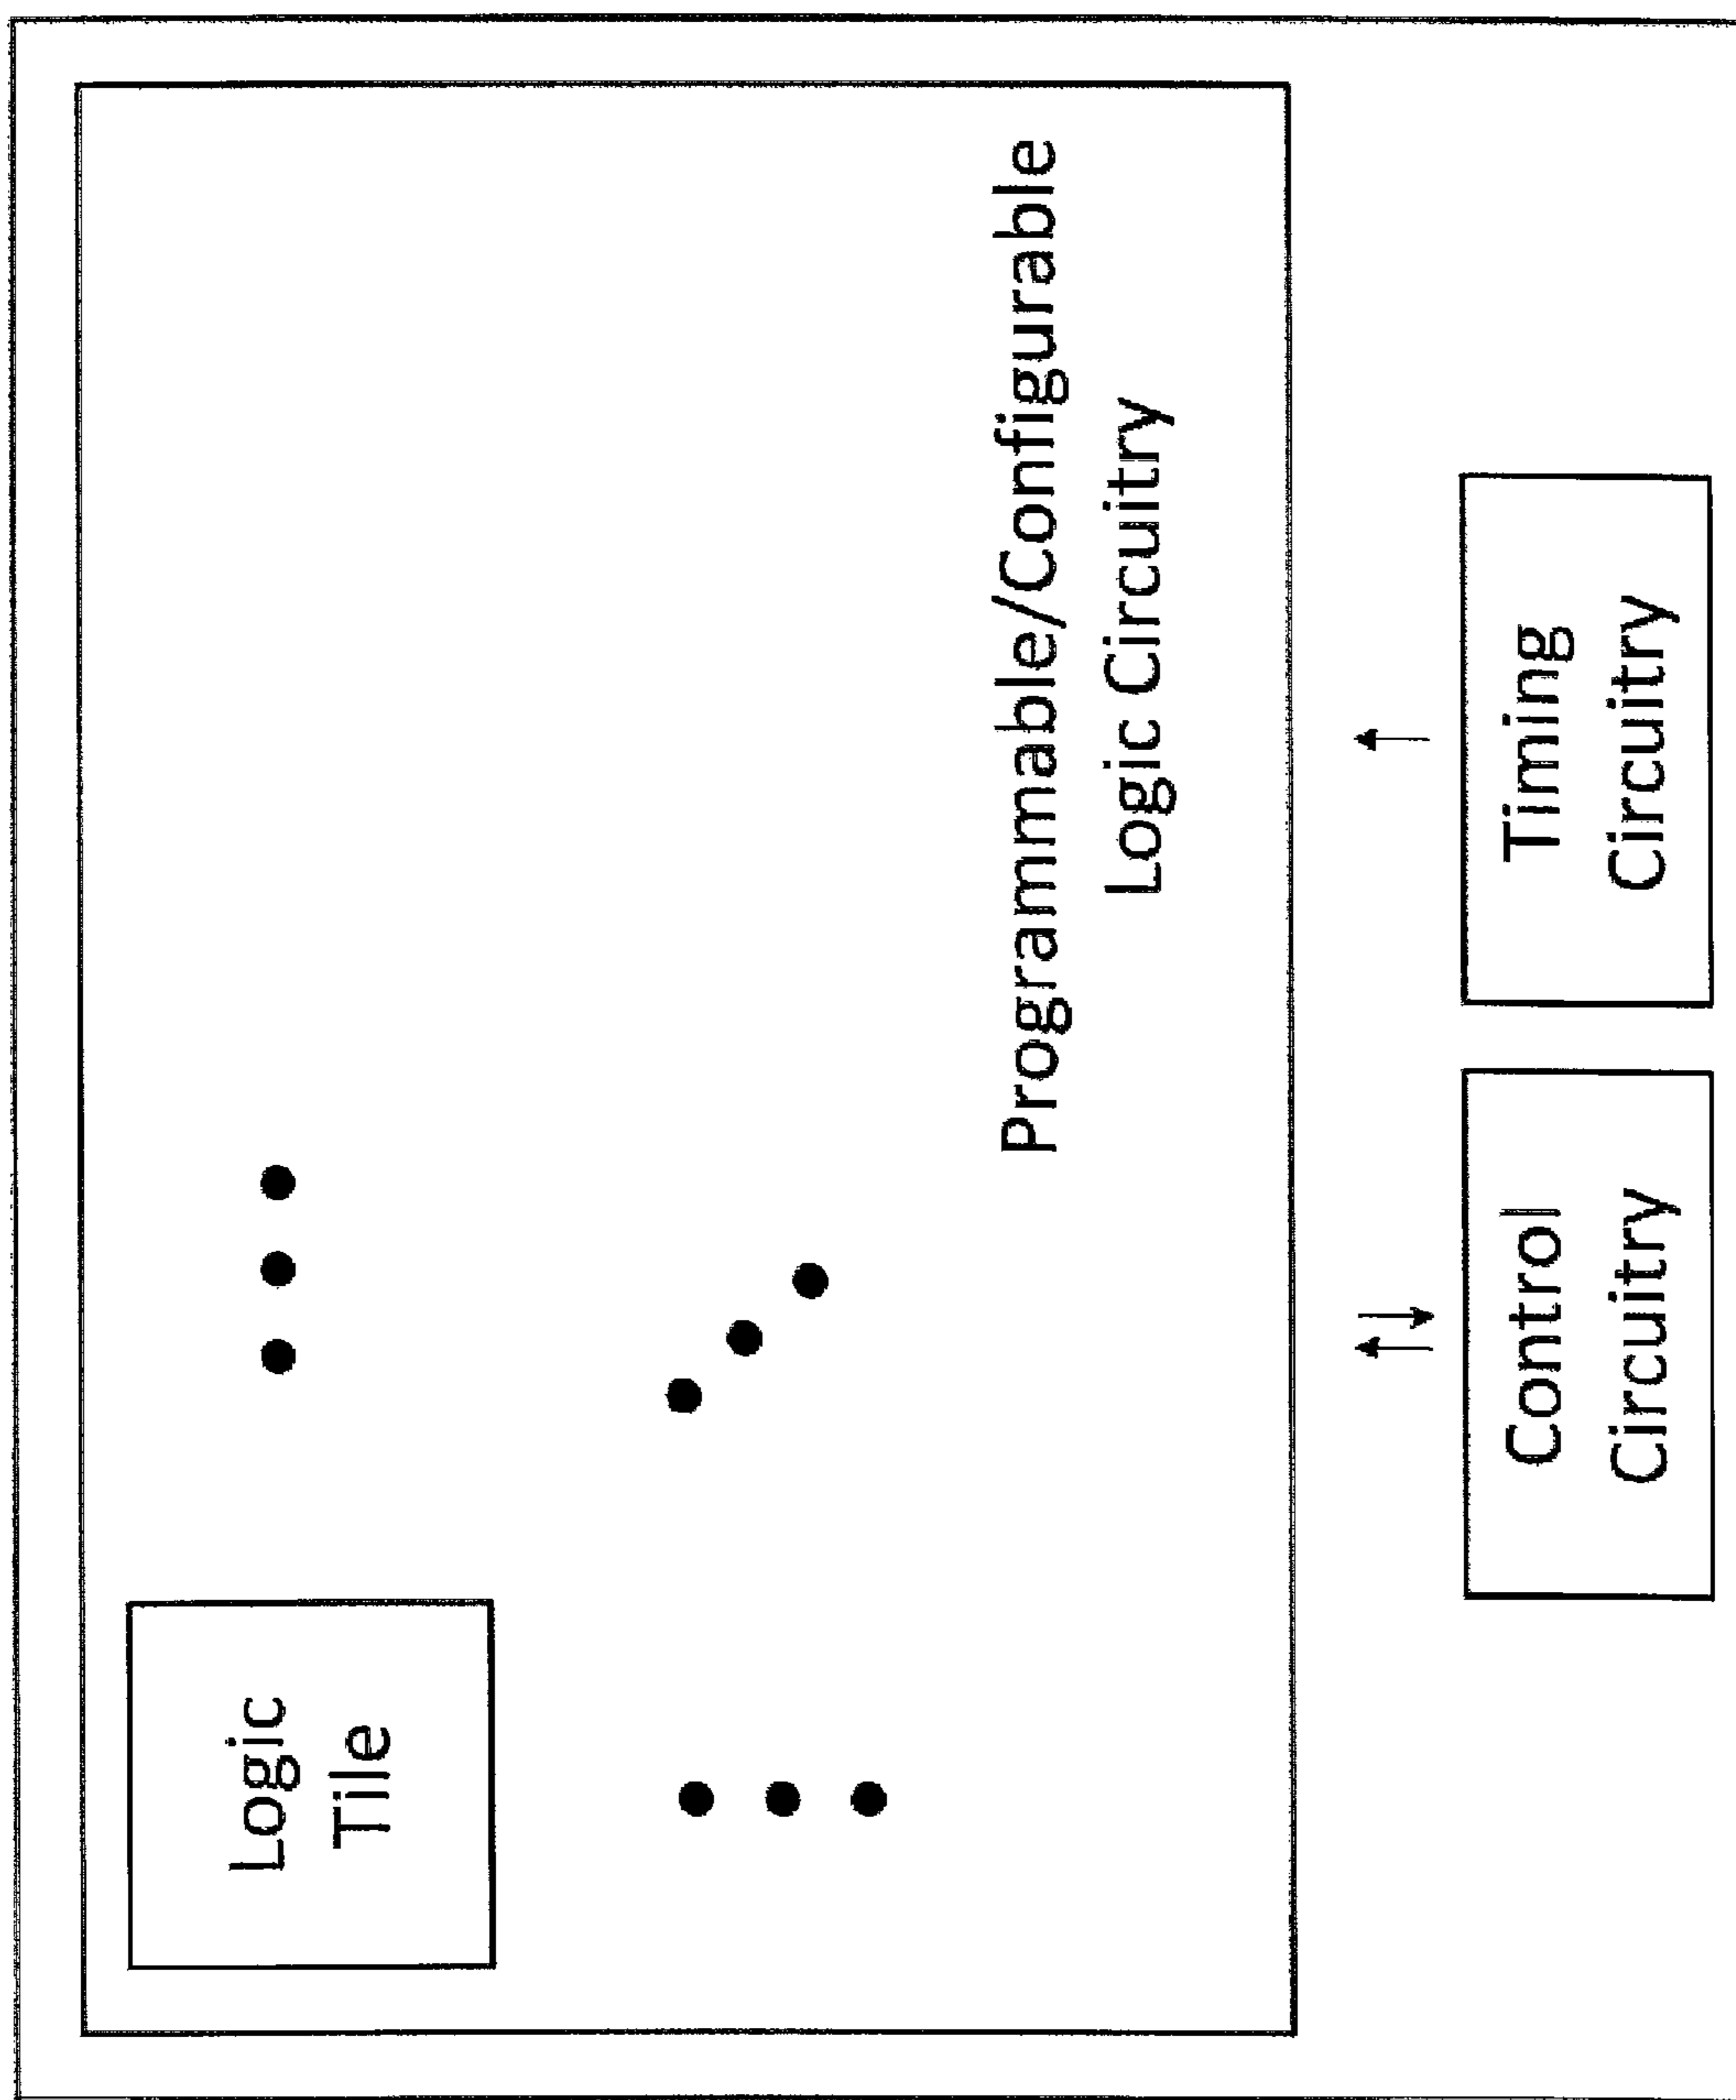 Logic
Tile
Programmable/Configurable
Logic Circuitry
Control
Circuitry
Timing
Circuitry